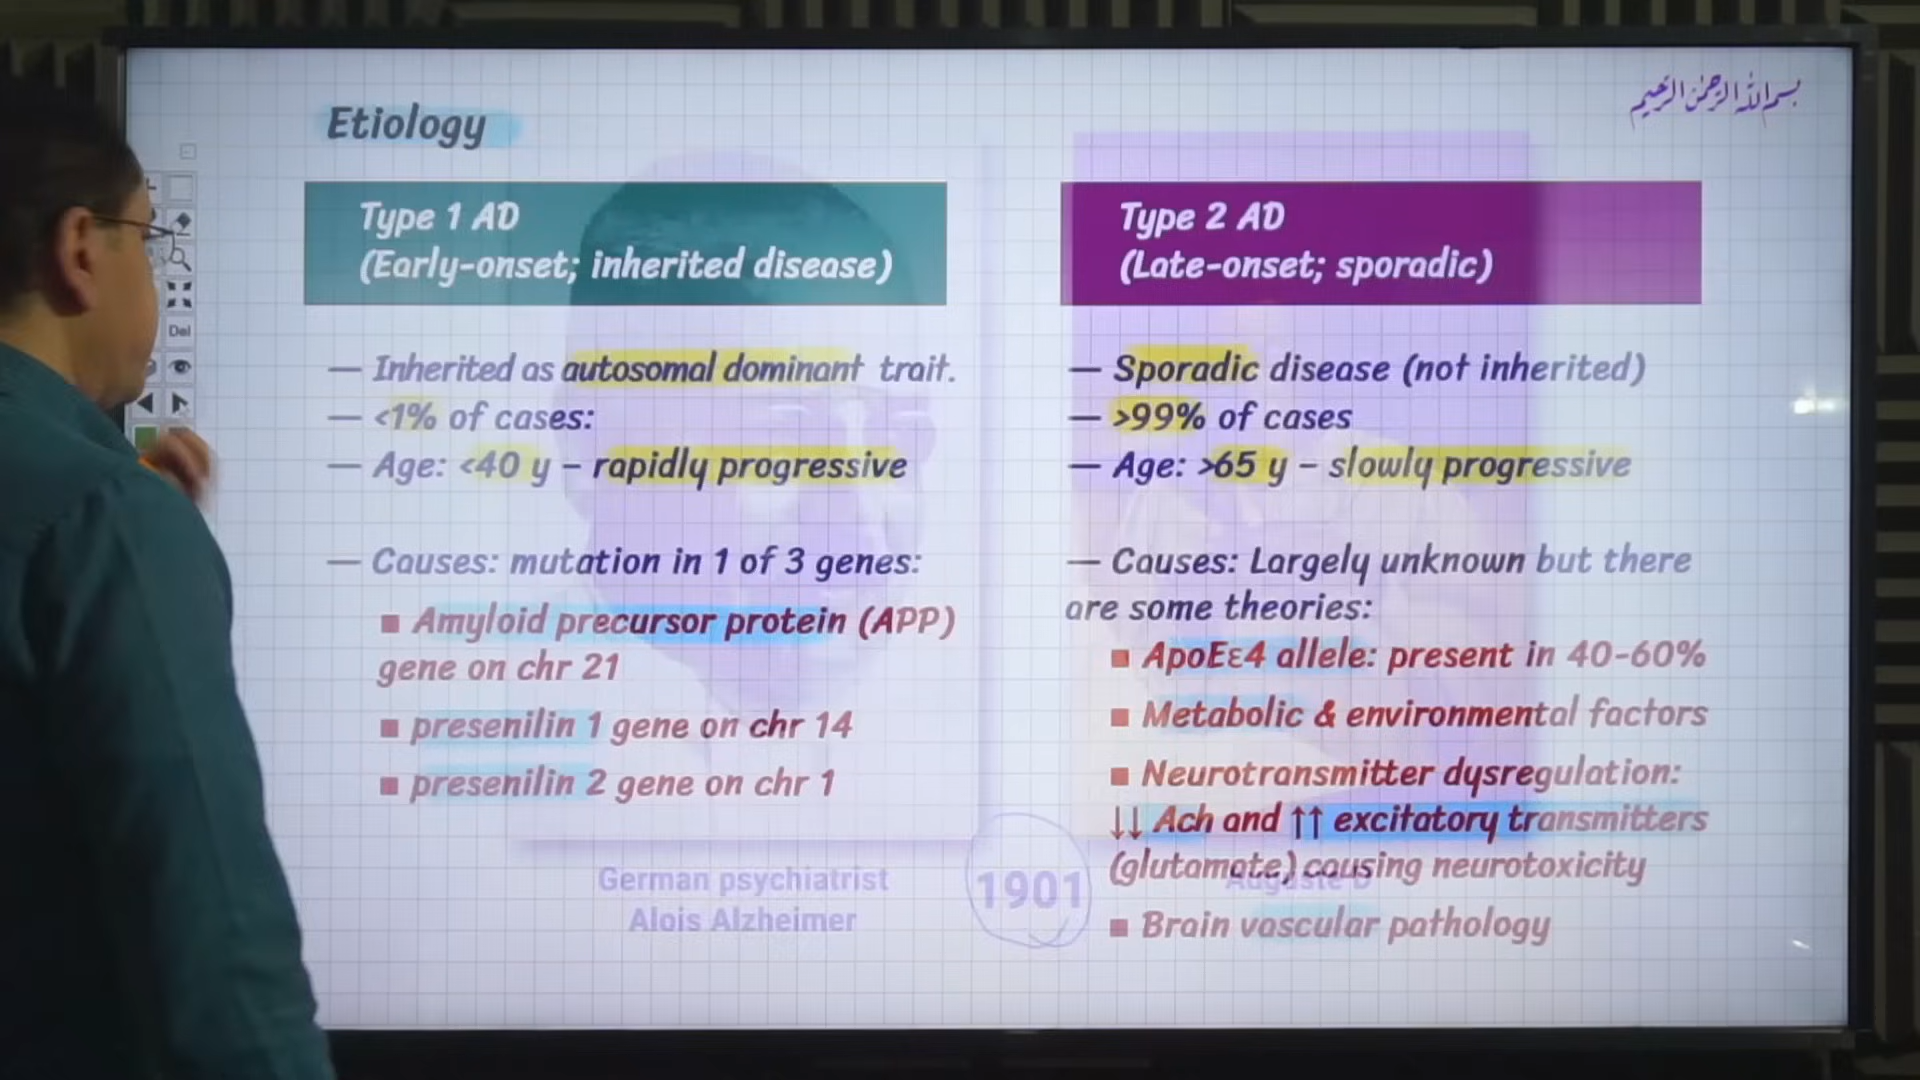 بسم الله الرحمن الرحيم
Etiology
Type 1 AD
(Early-onset; inherited disease)
— Inherited as autosomal dominant trait.
— <1% of cases:
— Age: <40 y – rapidly progressive
— Causes: mutation in 1 of 3 genes:
▪ Amyloid precursor protein (APP)
gene on chr 21
▪ presenilin 1 gene on chr 14
▪ presenilin 2 gene on chr 1
Type 2 AD
(Late-onset; sporadic)
— Sporadic disease (not inherited)
— >99% of cases
— Age: >65 y – slowly progressive
— Causes: Largely unknown but there
are some theories:
▪ ApoEε4 allele: present in 40-60%
▪ Metabolic & environmental factors
▪ Neurotransmitter dysregulation:
↓↓ Ach and ↑↑ excitatory transmitters
(glutamate) causing neurotoxicity
▪ Brain vascular pathology
German psychiatrist
Alois Alzheimer
1901
Auguste D
Del